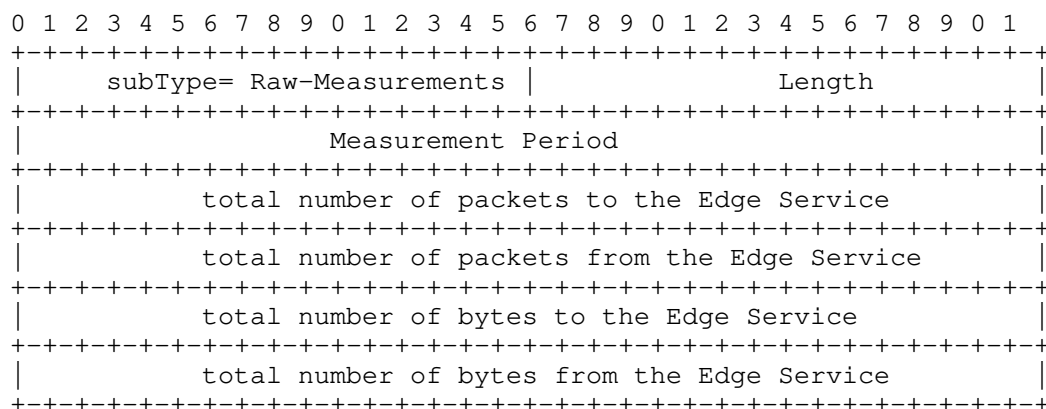 0 1 2 3 4 5 6 7 8 9 0 1 2 3 4 5 6 7 8 9 0 1 2 3 4 5 6 7 8 9 0 1
+-+-+-+-+-+-+-+-+-+-+-+-+-+-+-+-+-+-+-+-+-+-+-+-+-+-+-+-+-+-+-+-+
|     subType= Raw-Measurements |               Length          |
+-+-+-+-+-+-+-+-+-+-+-+-+-+-+-+-+-+-+-+-+-+-+-+-+-+-+-+-+-+-+-+-+
|                   Measurement Period                          |
+-+-+-+-+-+-+-+-+-+-+-+-+-+-+-+-+-+-+-+-+-+-+-+-+-+-+-+-+-+-+-+-+
|           total number of packets to the Edge Service         |
+-+-+-+-+-+-+-+-+-+-+-+-+-+-+-+-+-+-+-+-+-+-+-+-+-+-+-+-+-+-+-+-+
|           total number of packets from the Edge Service       |
+-+-+-+-+-+-+-+-+-+-+-+-+-+-+-+-+-+-+-+-+-+-+-+-+-+-+-+-+-+-+-+-+
|           total number of bytes to the Edge Service           |
+-+-+-+-+-+-+-+-+-+-+-+-+-+-+-+-+-+-+-+-+-+-+-+-+-+-+-+-+-+-+-+-+
|           total number of bytes from the Edge Service         |
+-+-+-+-+-+-+-+-+-+-+-+-+-+-+-+-+-+-+-+-+-+-+-+-+-+-+-+-+-+-+-+-+